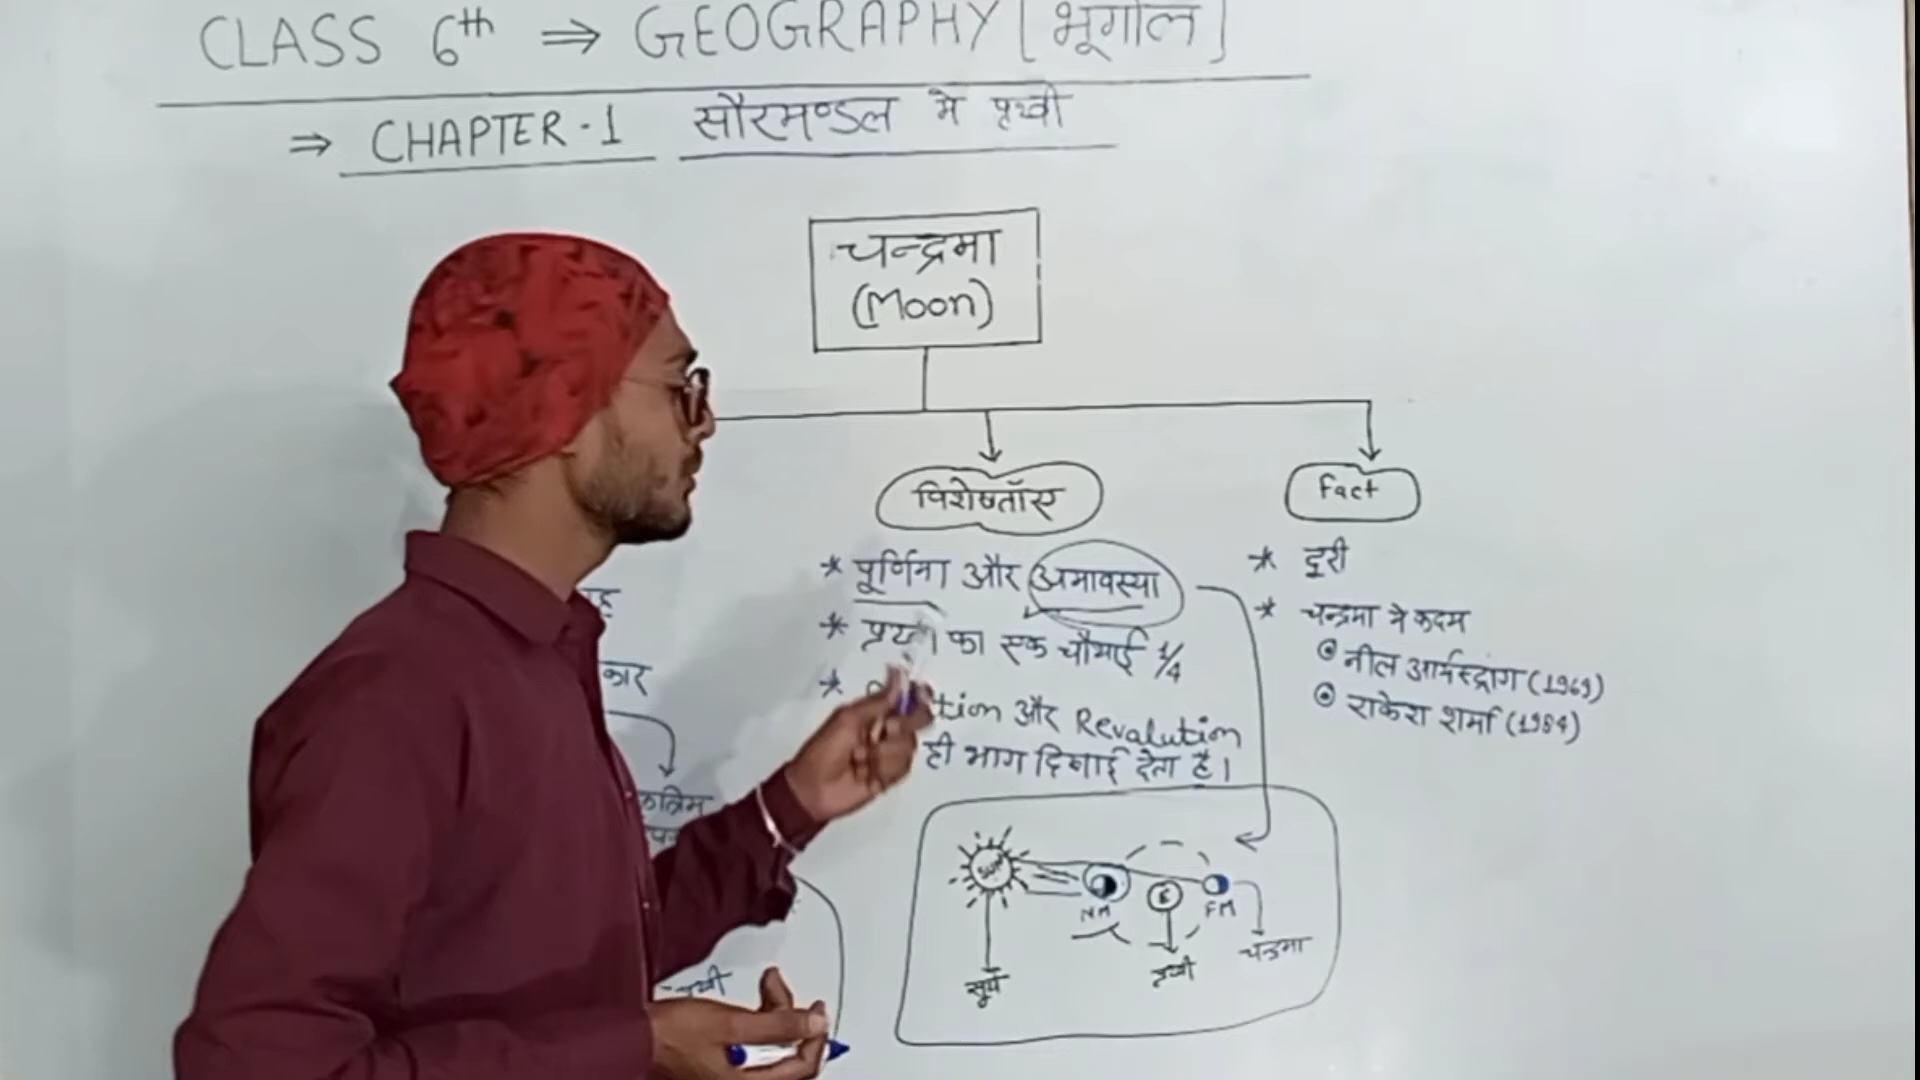 CLASS 6th ⇒ GEOGRAPHY [भूगोल]
⇒ CHAPTER-1 सौरमण्डल मे पृथ्वी
चन्द्रमा
(Moon)
विशेषताॅए
Fact
* पूर्णिमा और अमावस्या
* का एक चौथाई 1/4
* tion और Revalution
ही भाग दिखाई देता है।
* दूरी
* चन्द्रमा मे कदम
नील आर्मस्ट्रांग (1969)
राकेश शर्मा (1984)
कार
SUN
NM
E
FM
सूर्य
पृथ्वी
चन्द्रमा